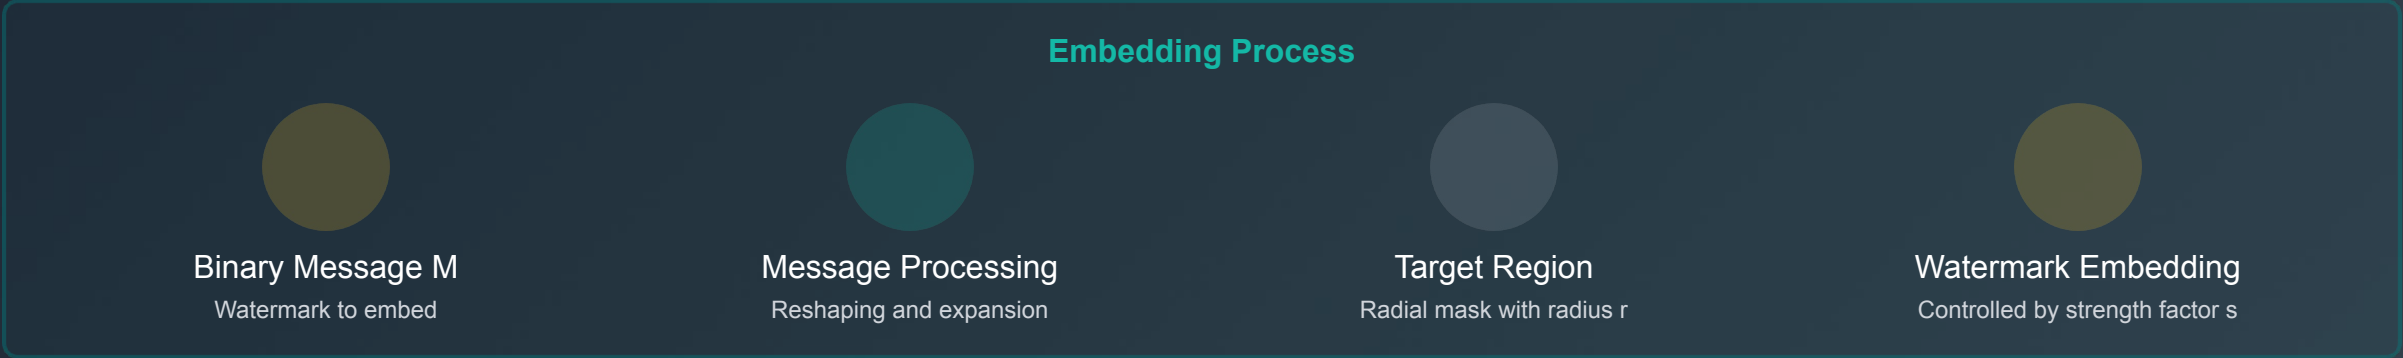 Embedding Process
Binary Message M
Watermark to embed
Message Processing
Reshaping and expansion
Target Region
Radial mask with radius r
Watermark Embedding
Controlled by strength factor s